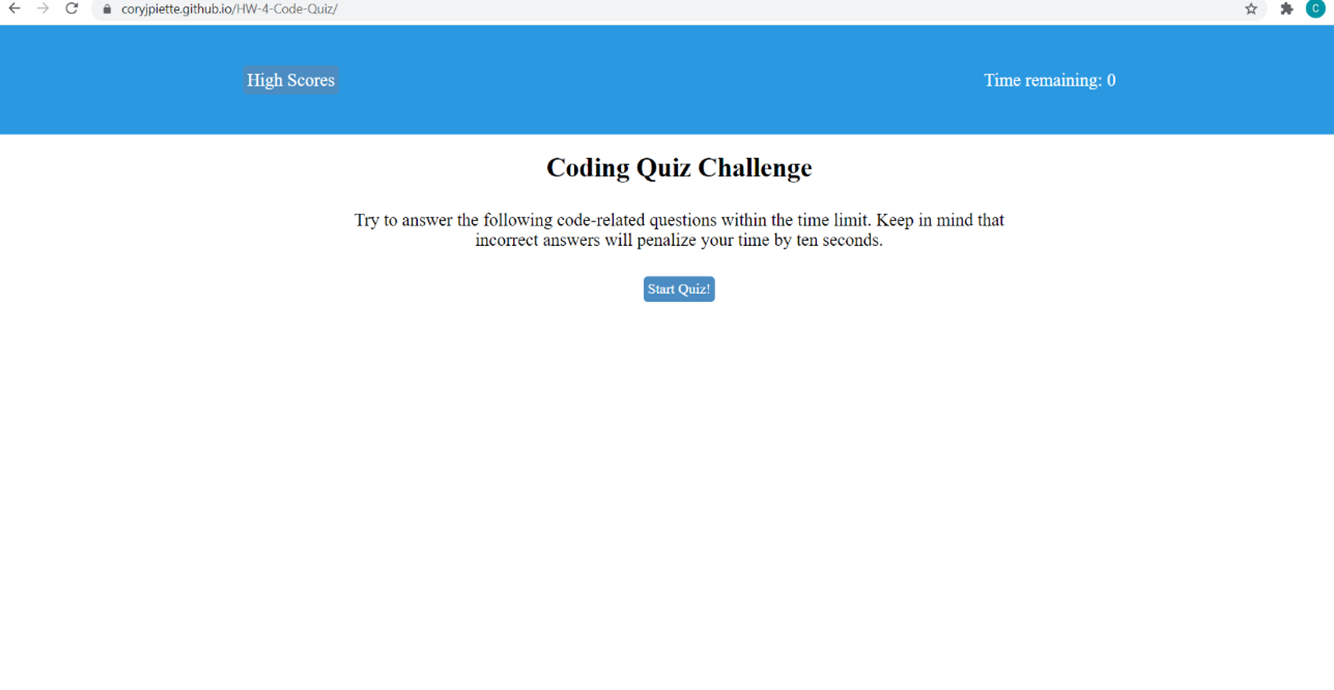 coryjpiette.github.io/HW-4-Code-Quiz/
C
High Scores
Time remaining: 0
Coding Quiz Challenge
Try to answer the following code-related questions within the time limit. Keep in mind that
incorrect answers will penalize your time by ten seconds.
Start Quiz!